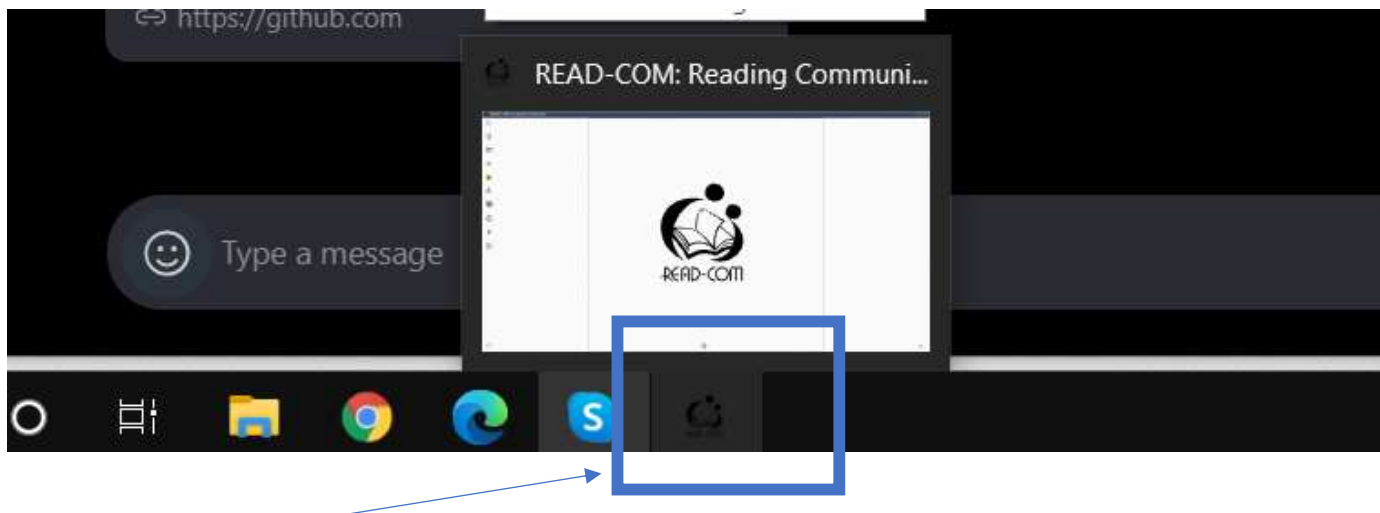 https://github.com
READ-COM: Reading Communi...
READ-COM
Type a message
S